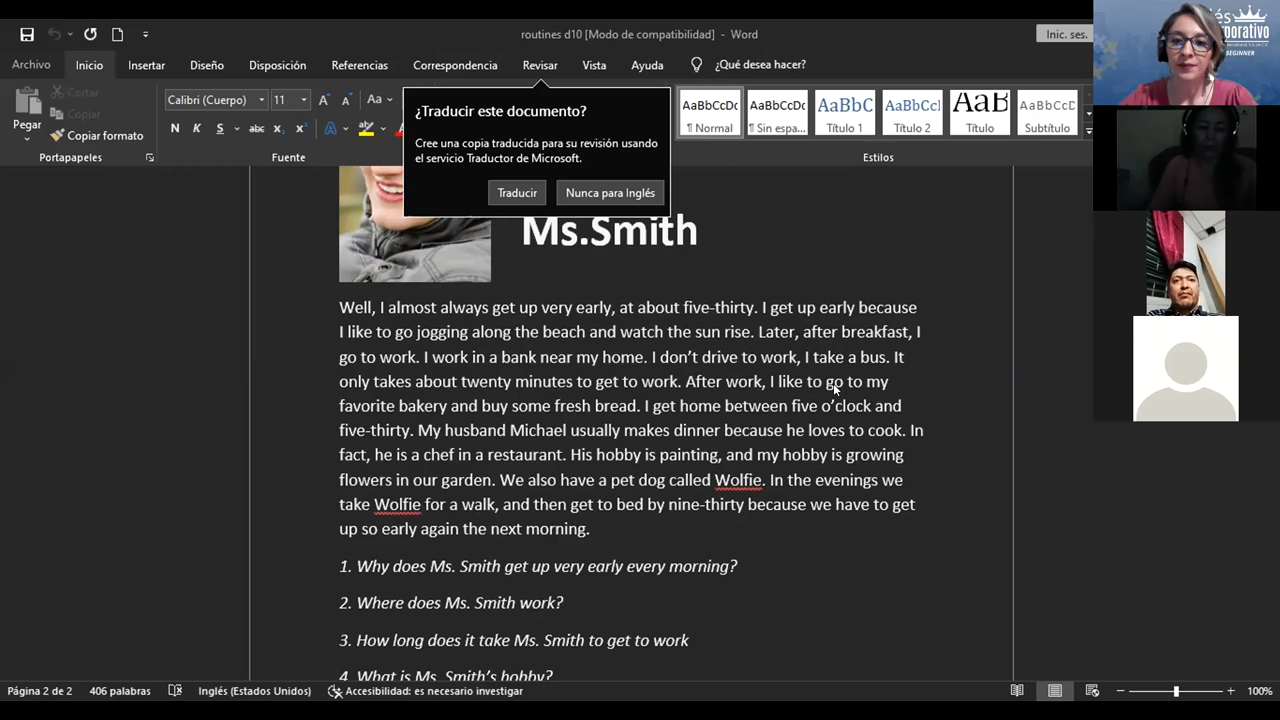 routines d10 [Modo de compatibilidad] - Word
Inic. ses.
és
porativo
BEGINNER
Archivo Inicio Insertar Diseño Disposición Referencias Correspondencia Revisar Vista Ayuda ¿Qué desea hacer?
Pegar
Cortar
Copiar
Copiar formato
Portapapeles
Calibri (Cuerpo) 11 A A Aa
N K S abc x₂ x² A
Fuente
¿Traducir este documento?
Cree una copia traducida para su revisión usando
el servicio Traductor de Microsoft.
Traducir Nunca para Inglés
AaBbCcDc AaBbCcDc AaBbC AaBbCcI AaB AaBbCcD
¶ Normal ¶ Sin espa... Título 1 Título 2 Título Subtítulo
Estilos
Ms.Smith
Well, I almost always get up very early, at about five-thirty. I get up early because
I like to go jogging along the beach and watch the sun rise. Later, after breakfast, I
go to work. I work in a bank near my home. I don’t drive to work, I take a bus. It
only takes about twenty minutes to get to work. After work, I like to go to my
favorite bakery and buy some fresh bread. I get home between five o’clock and
five-thirty. My husband Michael usually makes dinner because he loves to cook. In
fact, he is a chef in a restaurant. His hobby is painting, and my hobby is growing
flowers in our garden. We also have a pet dog called Wolfie. In the evenings we
take Wolfie for a walk, and then get to bed by nine-thirty because we have to get
up so early again the next morning.
1. Why does Ms. Smith get up very early every morning?
2. Where does Ms. Smith work?
3. How long does it take Ms. Smith to get to work
4. What is Ms. Smith’s hobby?
Página 2 de 2 406 palabras Inglés (Estados Unidos) Accesibilidad: es necesario investigar 100%